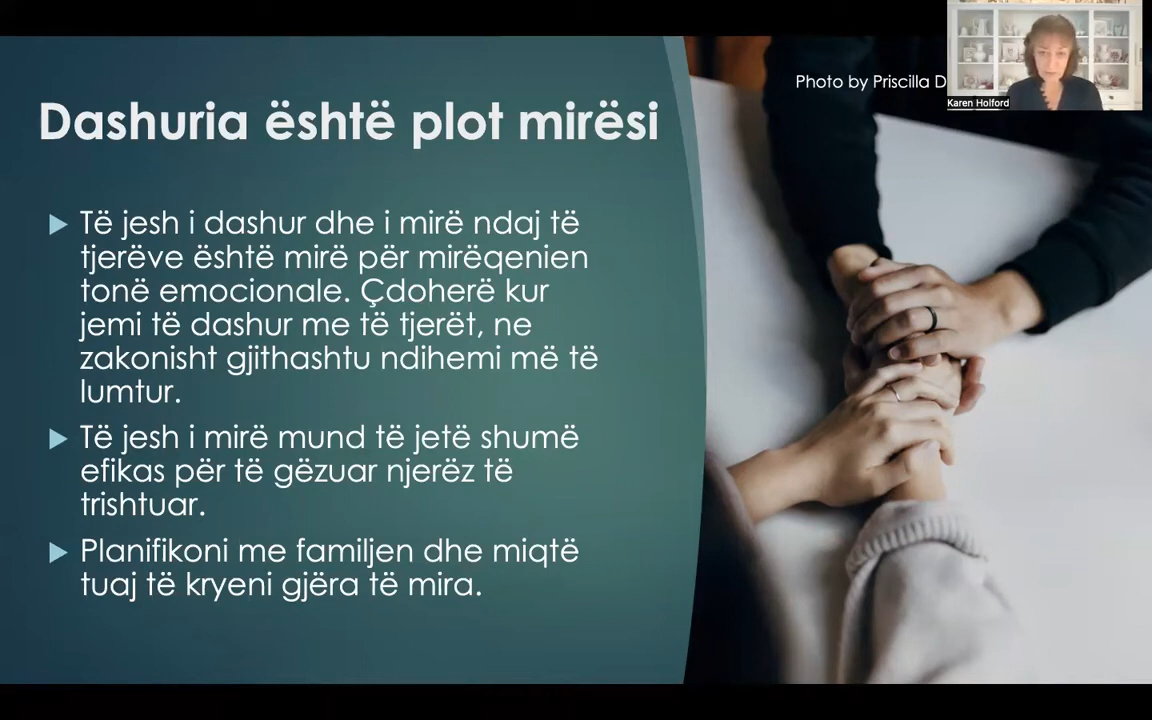 Dashuria është plot mirësi
Të jesh i dashur dhe i mirë ndaj të
tjerëve është mirë për mirëqenien
tonë emocionale. Çdoherë kur
jemi të dashur me të tjerët, ne
zakonisht gjithashtu ndihemi më të
lumtur.
Të jesh i mirë mund të jetë shumë
efikas për të gëzuar njerëz të
trishtuar.
Planifikoni me familjen dhe miqtë
tuaj të kryeni gjëra të mira.
Photo by Priscilla D
Karen Holford